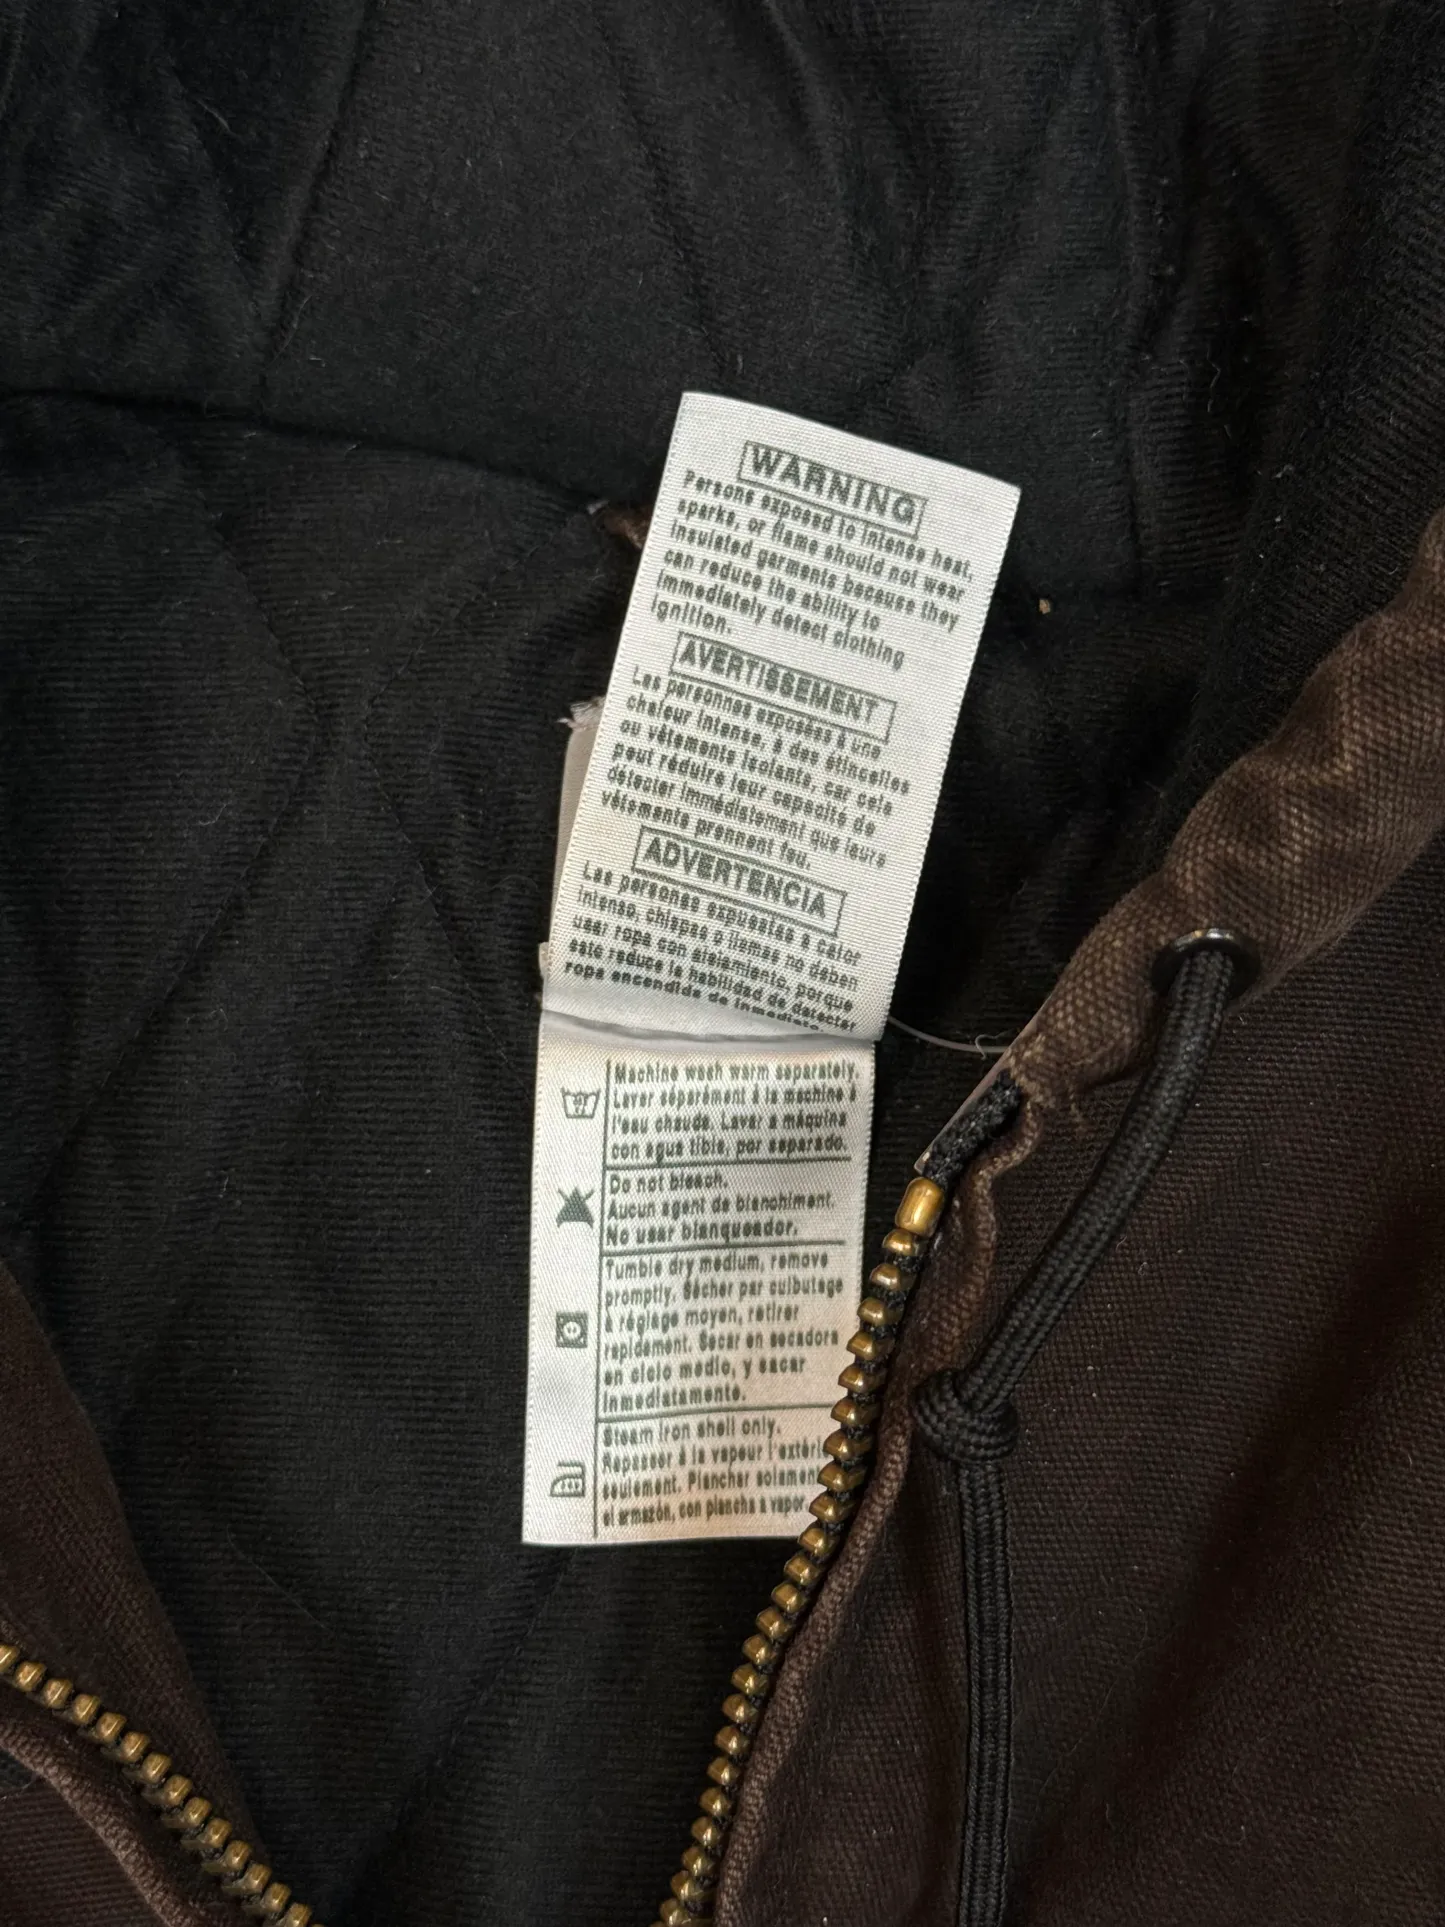 WARNING
Persons exposed to intense heat,
sparks, or flame should not wear
insulated garments because they
can reduce the ability to
immediately detect clothing
ignition.
AVERTISSEMENT
Les personnes exposées à une
chaleur intense, à des étincelles
ou vêtements isolants, car cela
peut réduire leur capacité de
détecter immédiatement que leurs
vêtements prennent feu.
ADVERTENCIA
Las personas expuestas a calor
intenso, chispas o llamas no deben
usar ropa con aislamiento, porque
este reduce la habilidad de detectar
ropa encendida de inmediato.
Machine wash warm separately.
Laver séparément à la machine à
l'eau chaude. Lavar a máquina
con agua tibia, por separado.
Do not bleach.
Aucun agent de blanchiment.
No usar blanqueador.
Tumble dry medium, remove
promptly. Sécher par culbutage
à réglage moyen, retirer
rapidement. Secar en secadora
en ciclo medio, y sacar
inmediatamente.
Steam iron shell only.
Repasser à la vapeur l'extéri
seulement. Planchar solamen
el armazón, con plancha a vapor.